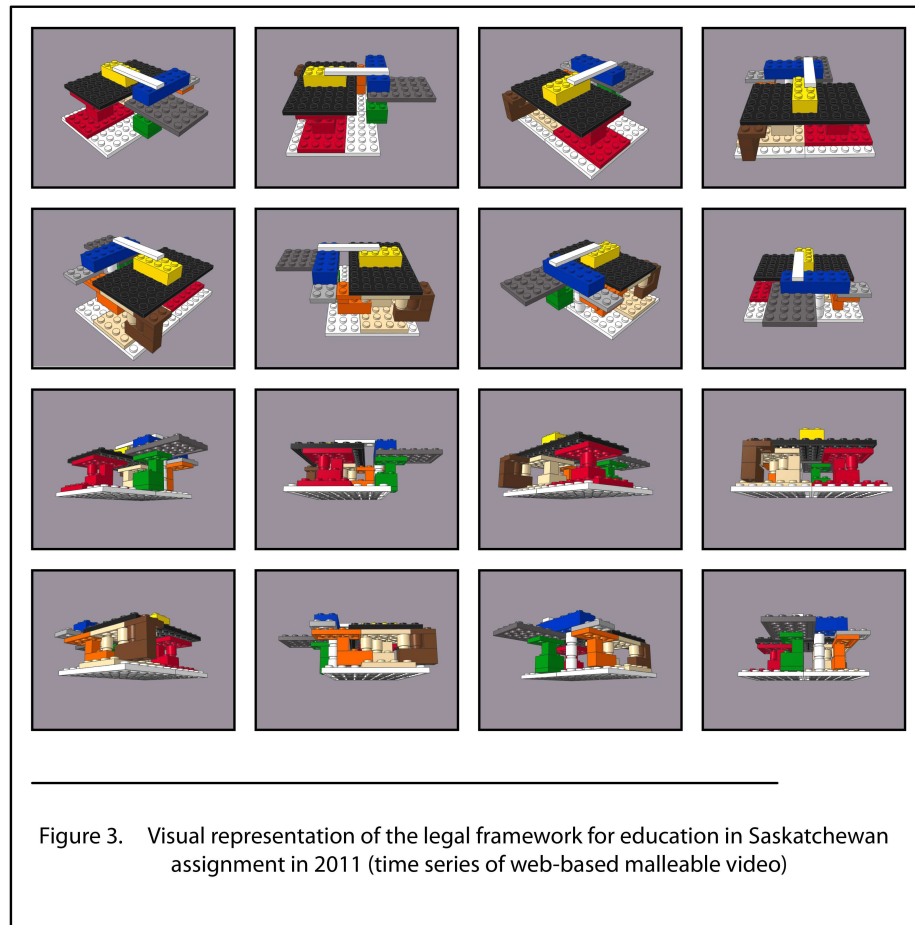 Figure 3. Visual representation of the legal framework for education in Saskatchewan
assignment in 2011 (time series of web-based malleable video)